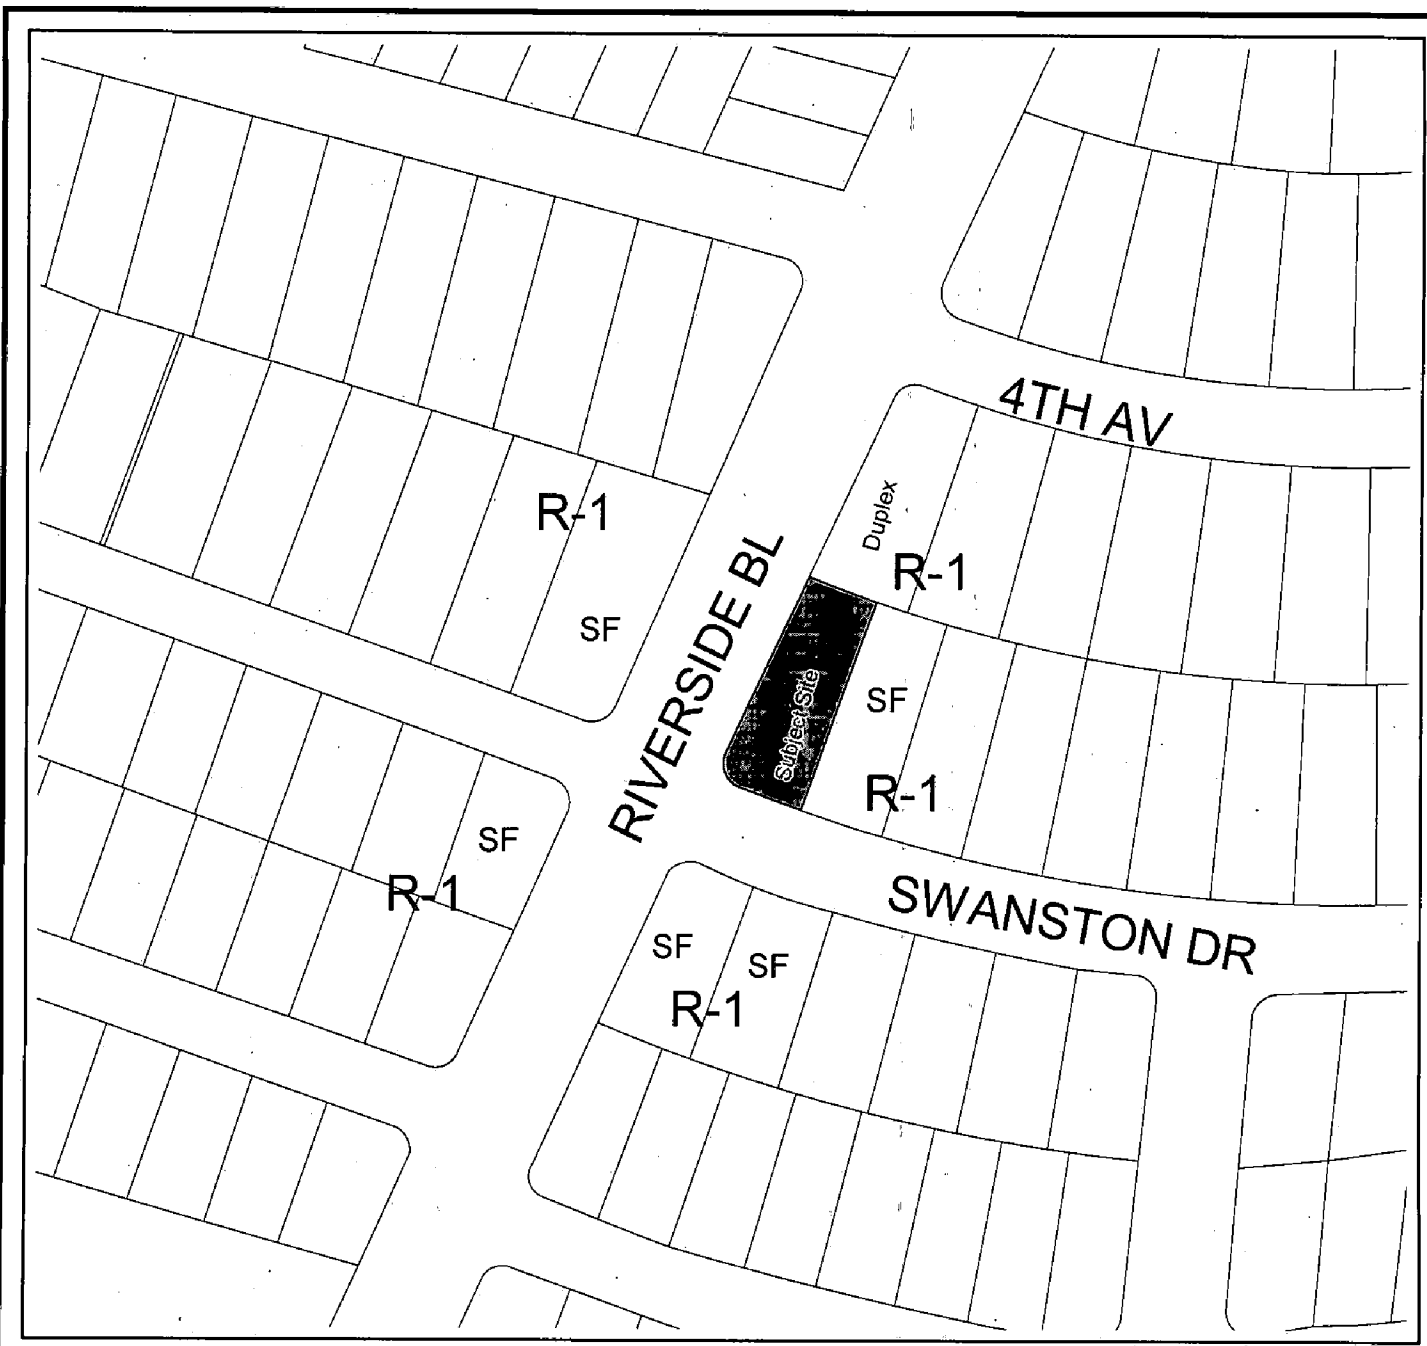 4TH AV
Duplex
R-1
R-1
RIVERSIDE BL
SF
Subject Site
SF
R-1
SF
R-1
SWANSTON DR
SF
SF
R-1